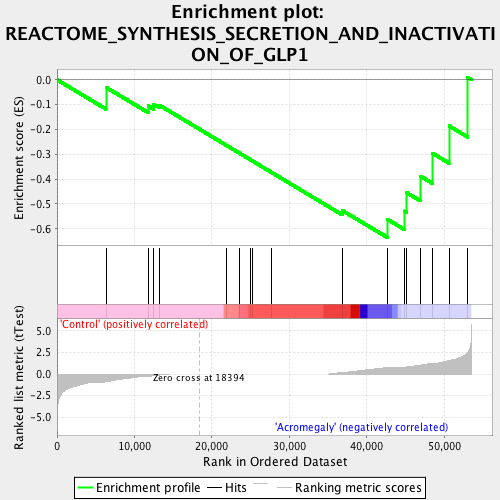 Enrichment plot:
REACTOME_SYNTHESIS_SECRETION_AND_INACTIVATI
ON_OF_GLP1
Enrichment score (ES)
0.0
-0.1
-0.2
-0.3
-0.4
-0.5
-0.6
'Control' (positively correlated)
Ranked list metric (tTest)
5.0
2.5
0.0
-2.5
-5.0
Zero cross at 18394
'Acromegaly' (negatively correlated)
0
10,000
20,000
30,000
40,000
50,000
Rank in Ordered Dataset
Enrichment profile
Hits
Ranking metric scores